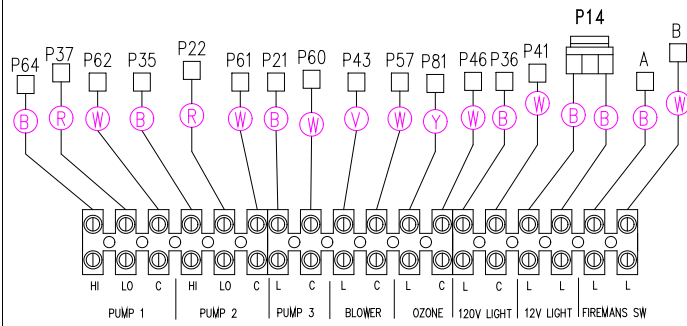 P14
B
P64 P37 P62 P35 P22 P61 P21 P60 P43 P57 P81 P46 P36 P41 A
B R W B R W B W V W Y W B W B B B W
HI LO C HI LO C L C L C L C L C L L L L
PUMP 1 PUMP 2 PUMP 3 BLOWER OZONE 120V LIGHT 12V LIGHT FIREMANS SW